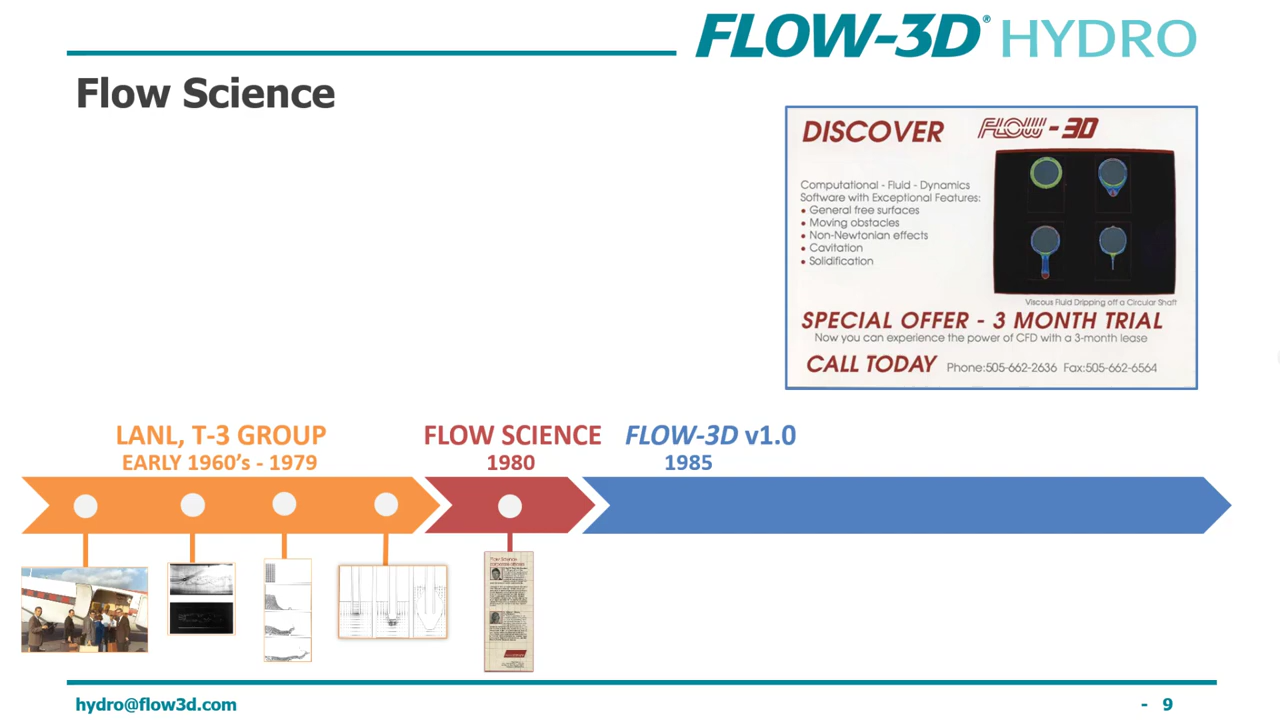 FLOW-3D® HYDRO
Flow Science
DISCOVER FLOW-3D
Computational - Fluid - Dynamics
Software with Exceptional Features:
• General free surfaces
• Moving obstacles
• Non-Newtonian effects
• Cavitation
• Solidification
Viscous Fluid Dripping off a Circular Shaft
SPECIAL OFFER - 3 MONTH TRIAL
Now you can experience the power of CFD with a 3-month lease
CALL TODAY Phone:505-662-2636 Fax:505-662-6564
LANL, T-3 GROUP
EARLY 1960's - 1979
FLOW SCIENCE
1980
FLOW-3D v1.0
1985
hydro@flow3d.com
- 9